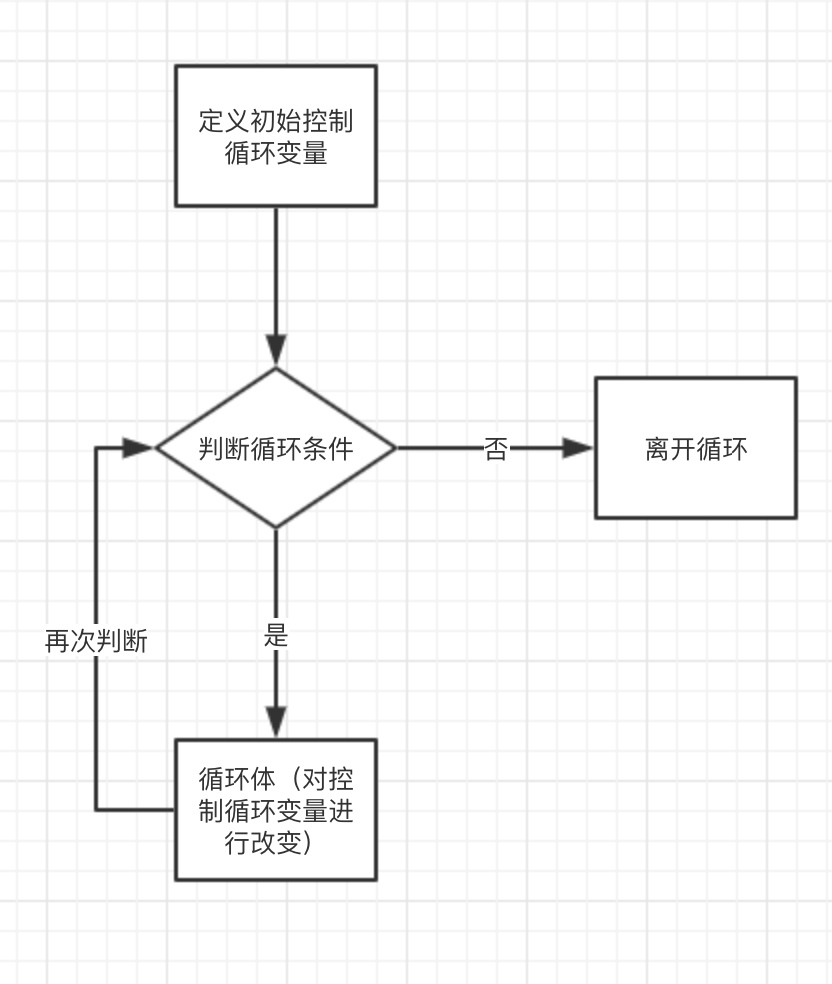 定义初始控制
循环变量
判断循环条件
否
离开循环
是
再次判断
循环体（对控
制循环变量进
行改变）